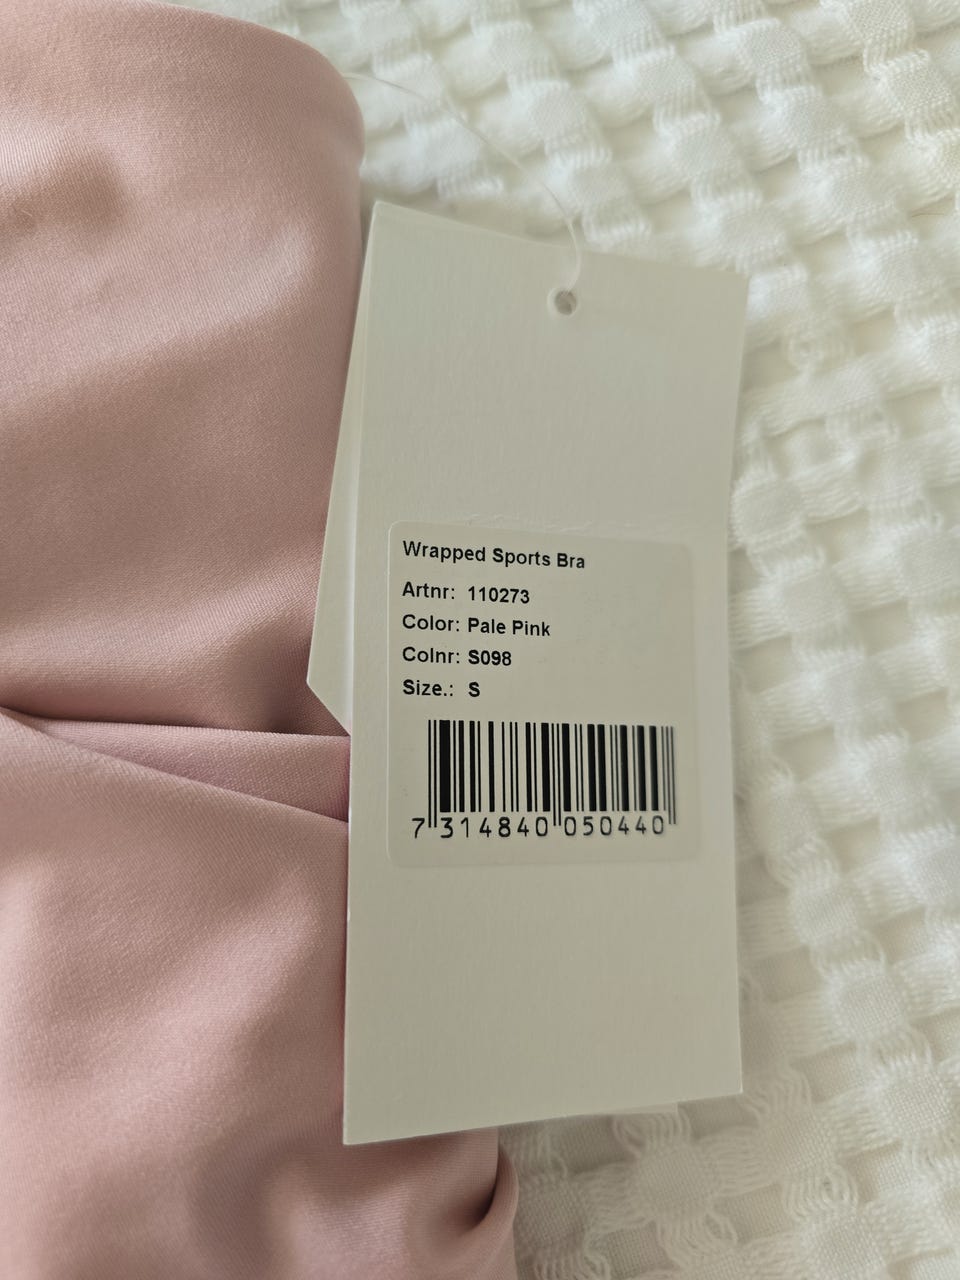 Wrapped Sports Bra
Artnr: 110273
Color: Pale Pink
Colnr: S098
Size.: S
7 314840 050440